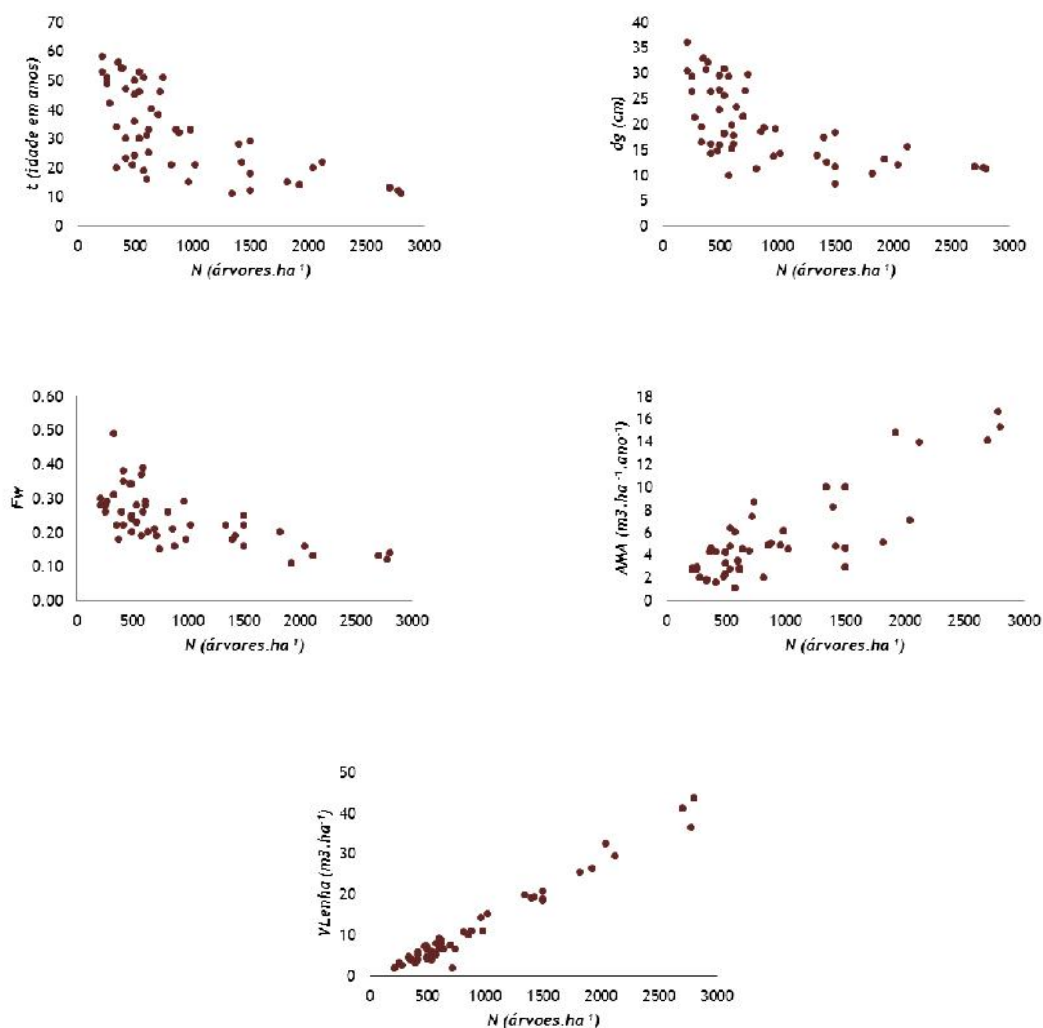 70
60
50
40
30
20
10
0
t (idade em amos)
0 500 1000 1500 2000 2500 3000
N (árvores.ha⁻¹)
40
35
30
25
20
15
10
5
0
dg (cm)
0 500 1000 1500 2000 2500 3000
N (árvores.ha⁻¹)
0.60
0.50
0.40
0.30
0.20
0.10
0.00
Fw
0 500 1000 1500 2000 2500 3000
N (árvores.ha⁻¹)
18
16
14
12
10
8
6
4
2
0
AMA (m3.ha⁻¹.ano⁻¹)
0 500 1000 1500 2000 2500 3000
N (árvores.ha⁻¹)
50
40
30
20
10
0
VLenha (m3.ha⁻¹)
0 500 1000 1500 2000 2500 3000
N (árvoes.ha⁻¹)